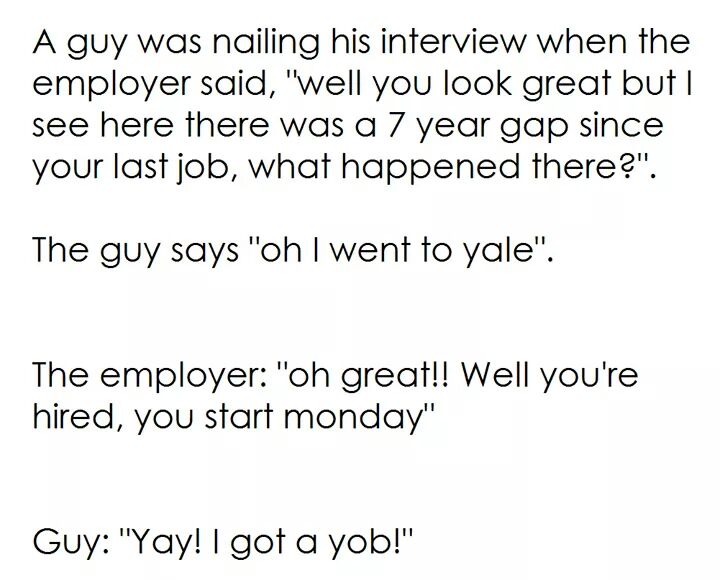 A guy was nailing his interview when the
employer said, "well you look great but I
see here there was a 7 year gap since
your last job, what happened there?".
The guy says "oh I went to yale".
The employer: "oh great!! Well you're
hired, you start monday"
Guy: "Yay! I got a yob!"